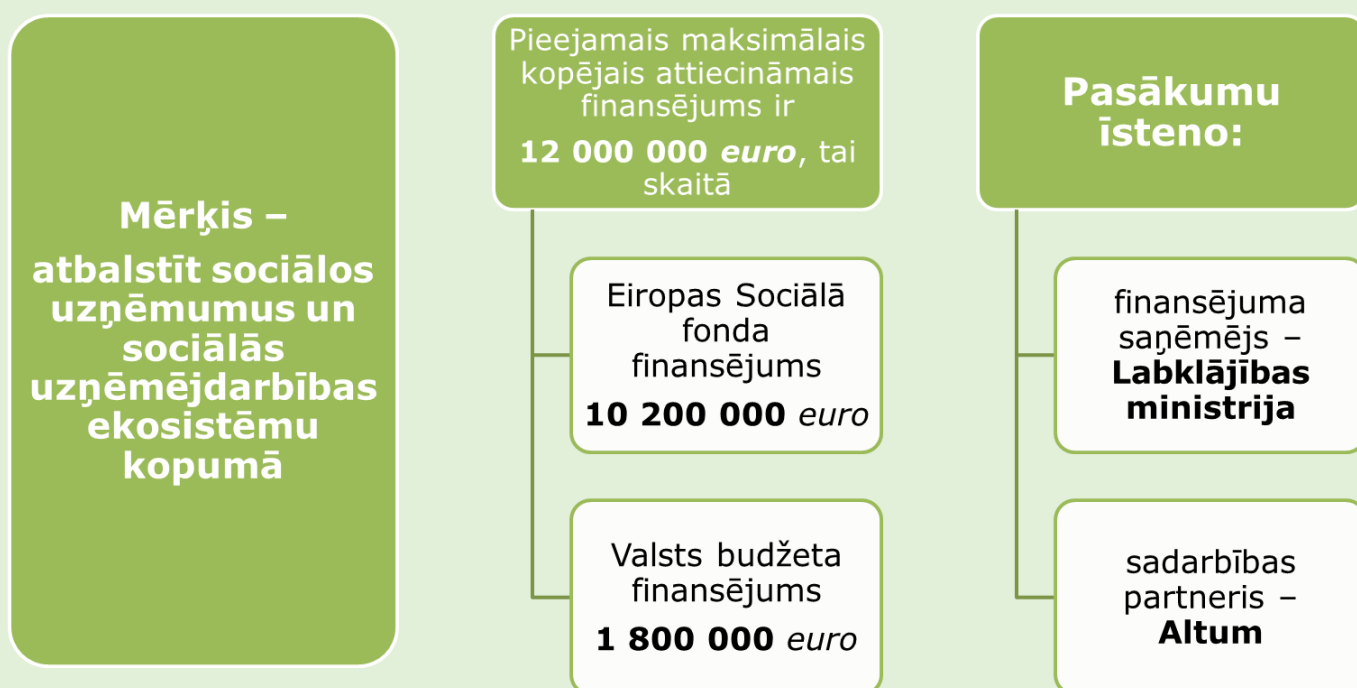 Mērķis –
atbalstīt sociālos
uzņēmumus un
sociālās
uzņēmējdarbības
ekosistēmu
kopumā
Pieejamais maksimālais
kopējais attiecināmais
finansējums ir
12 000 000 euro, tai
skaitā
Eiropas Sociālā
fonda
finansējums
10 200 000 euro
Valsts budžeta
finansējums
1 800 000 euro
Pasākumu
īsteno:
finansējuma
saņēmējs –
Labklājības
ministrija
sadarbības
partneris –
Altum